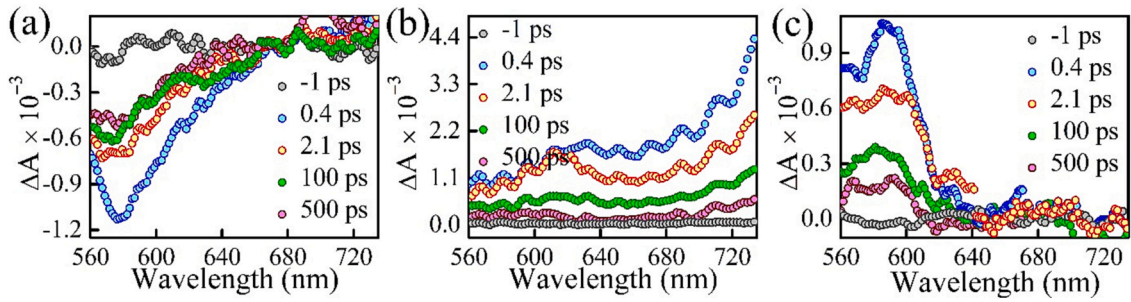 (a)
0.0
-0.3
-0.6
-0.9
-1.2
ΔA × 10⁻³
-1 ps
0.4 ps
2.1 ps
100 ps
500 ps
560 600 640 680 720
Wavelength (nm)
(b)
4.4
3.3
2.2
1.1
0.0
ΔA × 10⁻³
-1 ps
0.4 ps
2.1 ps
100 ps
500 ps
560 600 640 680 720
Wavelength (nm)
(c)
0.9
0.6
0.3
0.0
ΔA × 10⁻³
-1 ps
0.4 ps
2.1 ps
100 ps
500 ps
560 600 640 680 720
Wavelength (nm)